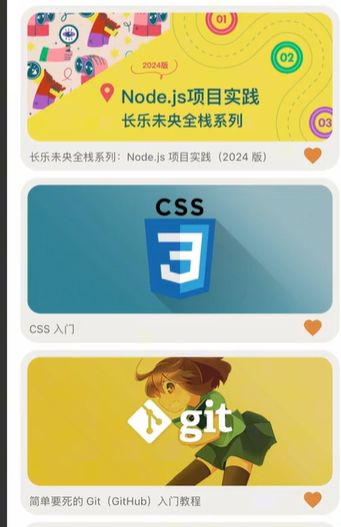 01
2024版
02
Node.js项目实践
长乐未央全栈系列
03
长乐未央全栈系列：Node.js 项目实践（2024 版）
CSS
3
CSS 入门
git
简单要死的 Git（GitHub）入门教程